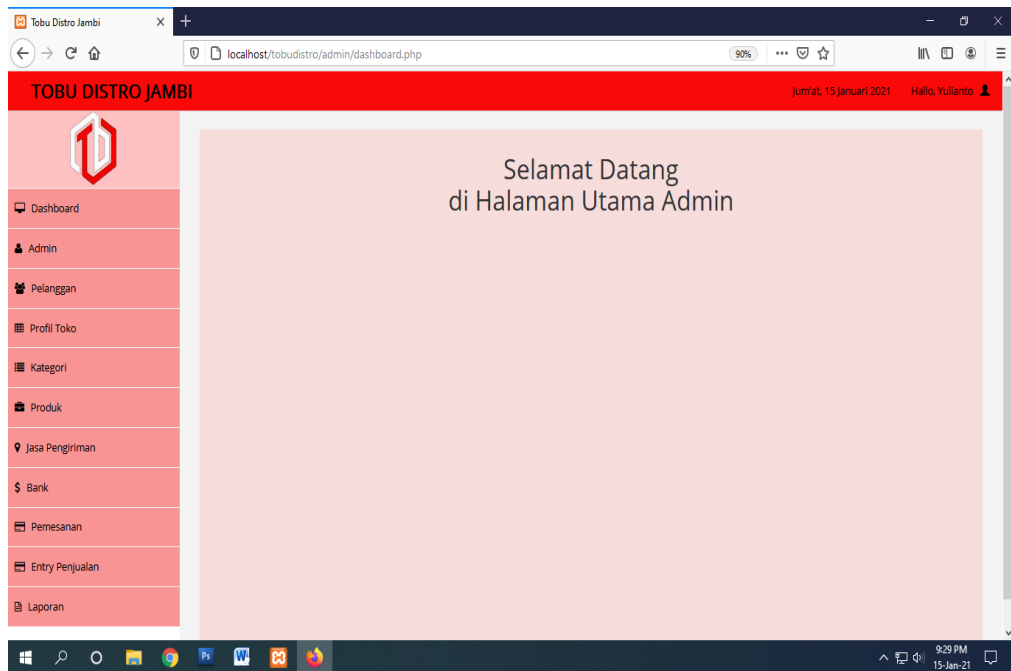 Tobu Distro Jambi
localhost/tobudistro/admin/dashboard.php
90%
TOBU DISTRO JAMBI
Jum'at, 15 Januari 2021
Hallo, Yulianto
Selamat Datang
di Halaman Utama Admin
Dashboard
Admin
Pelanggan
Profil Toko
Kategori
Produk
Jasa Pengiriman
$ Bank
Pemesanan
Entry Penjualan
Laporan
Ps
W
9:29 PM
15-Jan-21